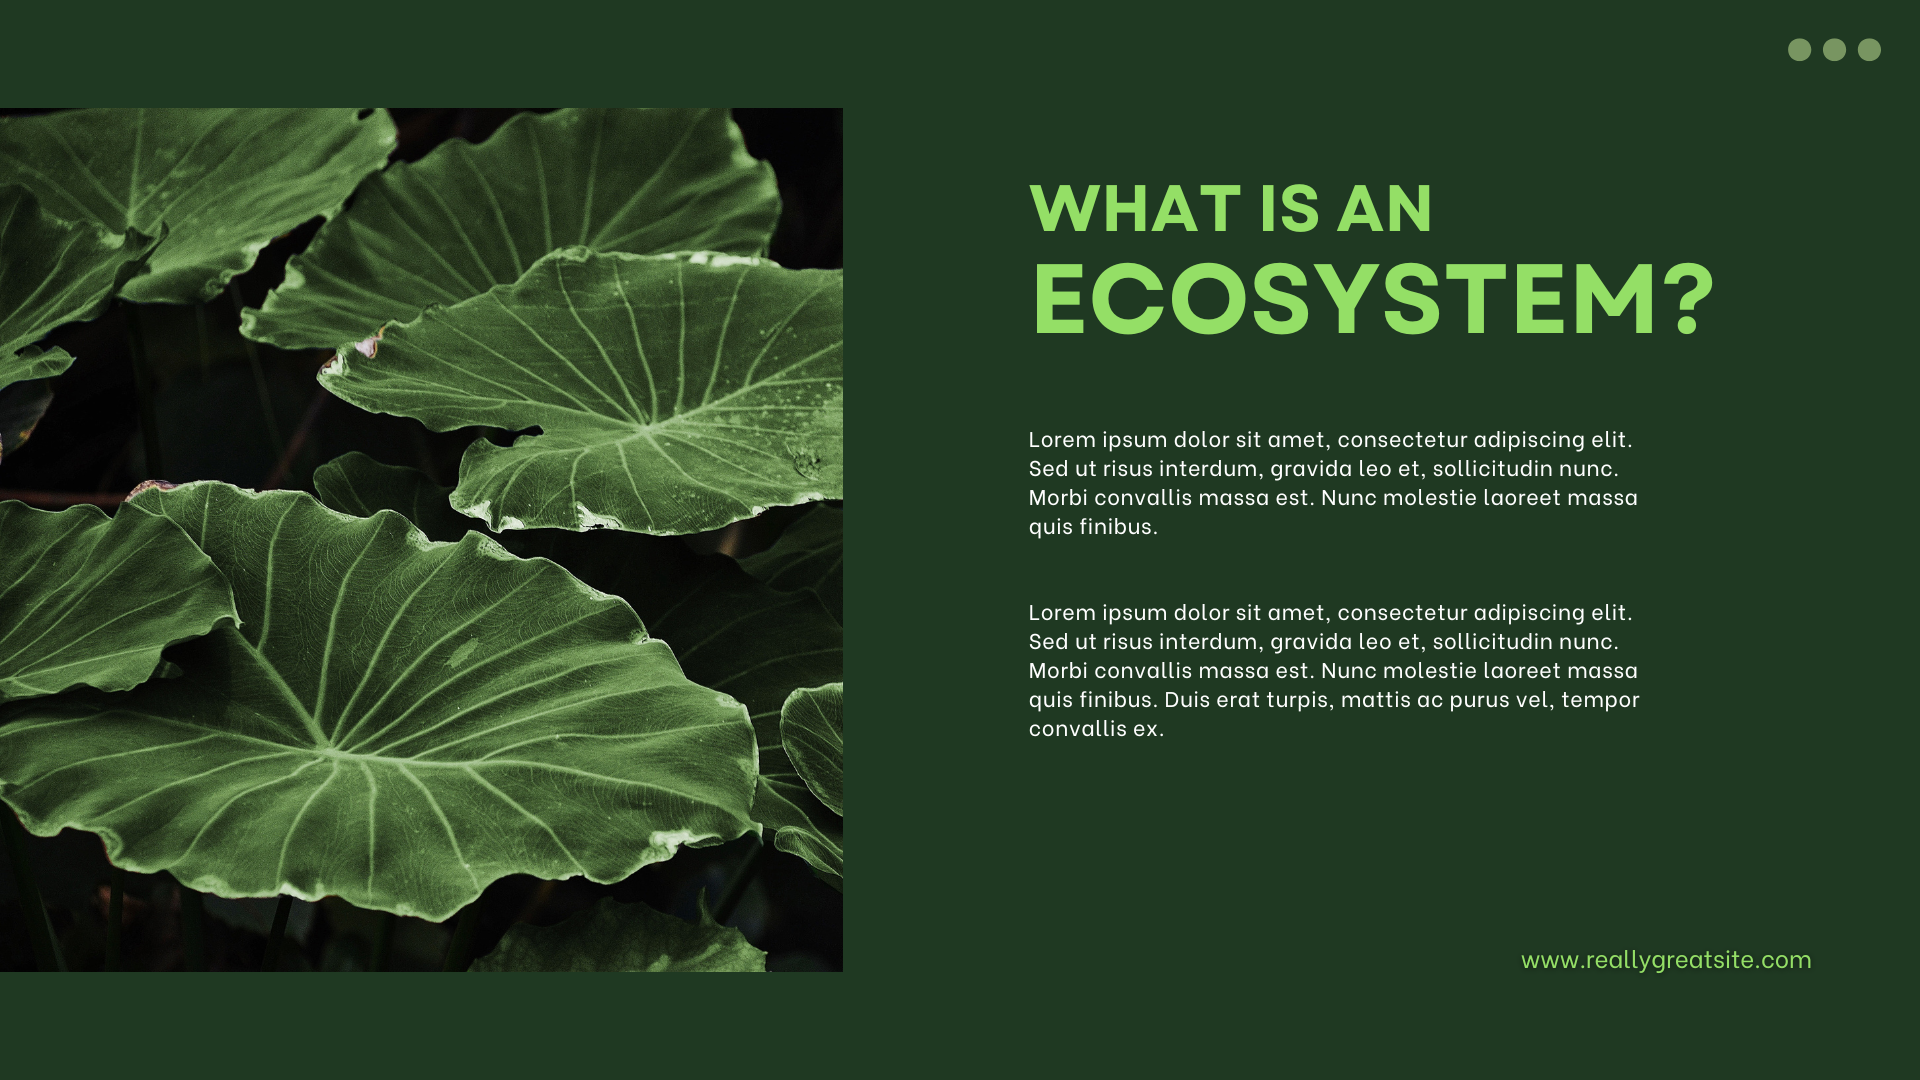 WHAT IS AN
ECOSYSTEM?
Lorem ipsum dolor sit amet, consectetur adipiscing elit.
Sed ut risus interdum, gravida leo et, sollicitudin nunc.
Morbi convallis massa est. Nunc molestie laoreet massa
quis finibus.
Lorem ipsum dolor sit amet, consectetur adipiscing elit.
Sed ut risus interdum, gravida leo et, sollicitudin nunc.
Morbi convallis massa est. Nunc molestie laoreet massa
quis finibus. Duis erat turpis, mattis ac purus vel, tempor
convallis ex.
www.reallygreatsite.com